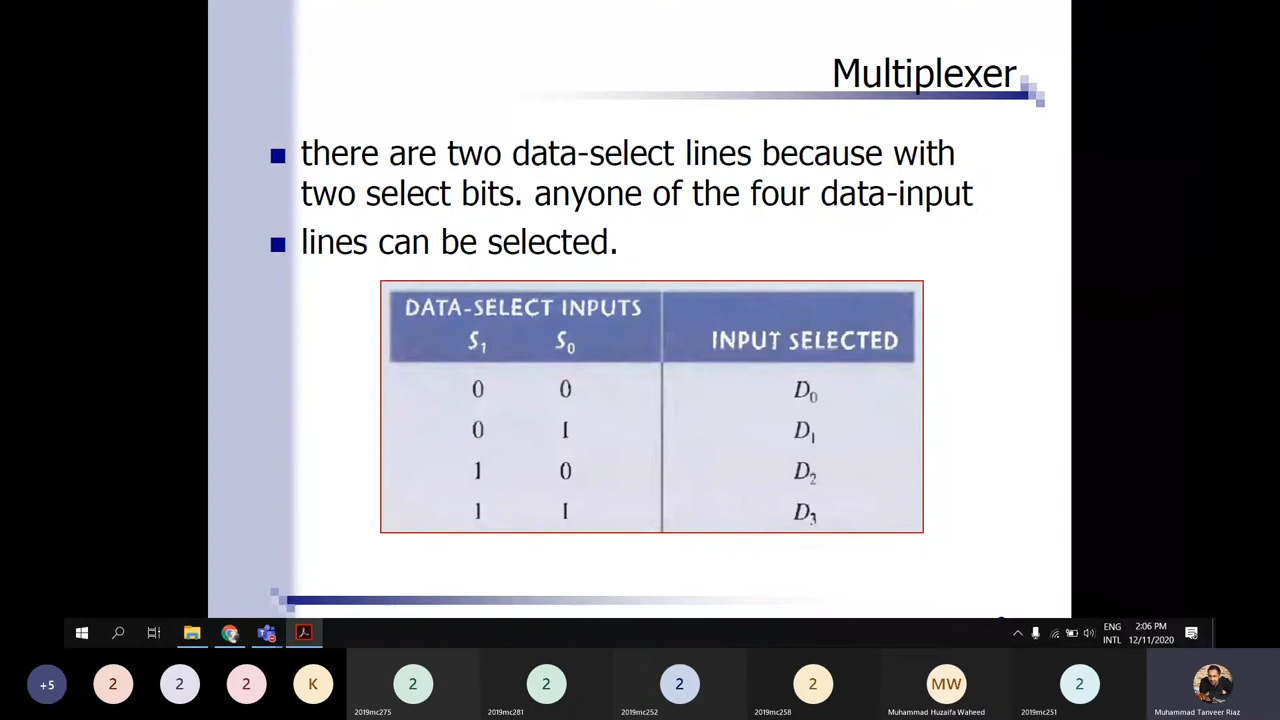 Multiplexer
there are two data-select lines because with
two select bits. anyone of the four data-input
lines can be selected.
DATA-SELECT INPUTS
S₁ S₀ INPUT SELECTED
0 0 D₀
0 1 D₁
1 0 D₂
1 1 D₃
ENG 2:06 PM
INTL 12/11/2020
+5 2 2 2 K 2 2 2 2 MW 2
2019mc275 2019mc281 2019mc252 2019mc258 Muhammad Huzaifa Waheed 2019mc251 Muhammad Tanveer Riaz